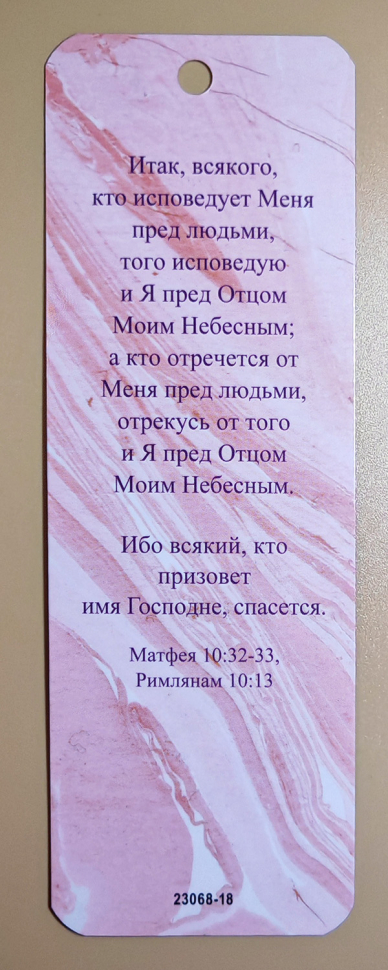 Итак, всякого,
кто исповедует Меня
пред людьми,
того исповедую
и Я пред Отцом
Моим Небесным;
а кто отречется от
Меня пред людьми,
отрекусь от того
и Я пред Отцом
Моим Небесным.
Ибо всякий, кто
призовет
имя Господне, спасется.
Матфея 10:32-33,
Римлянам 10:13
23068-18